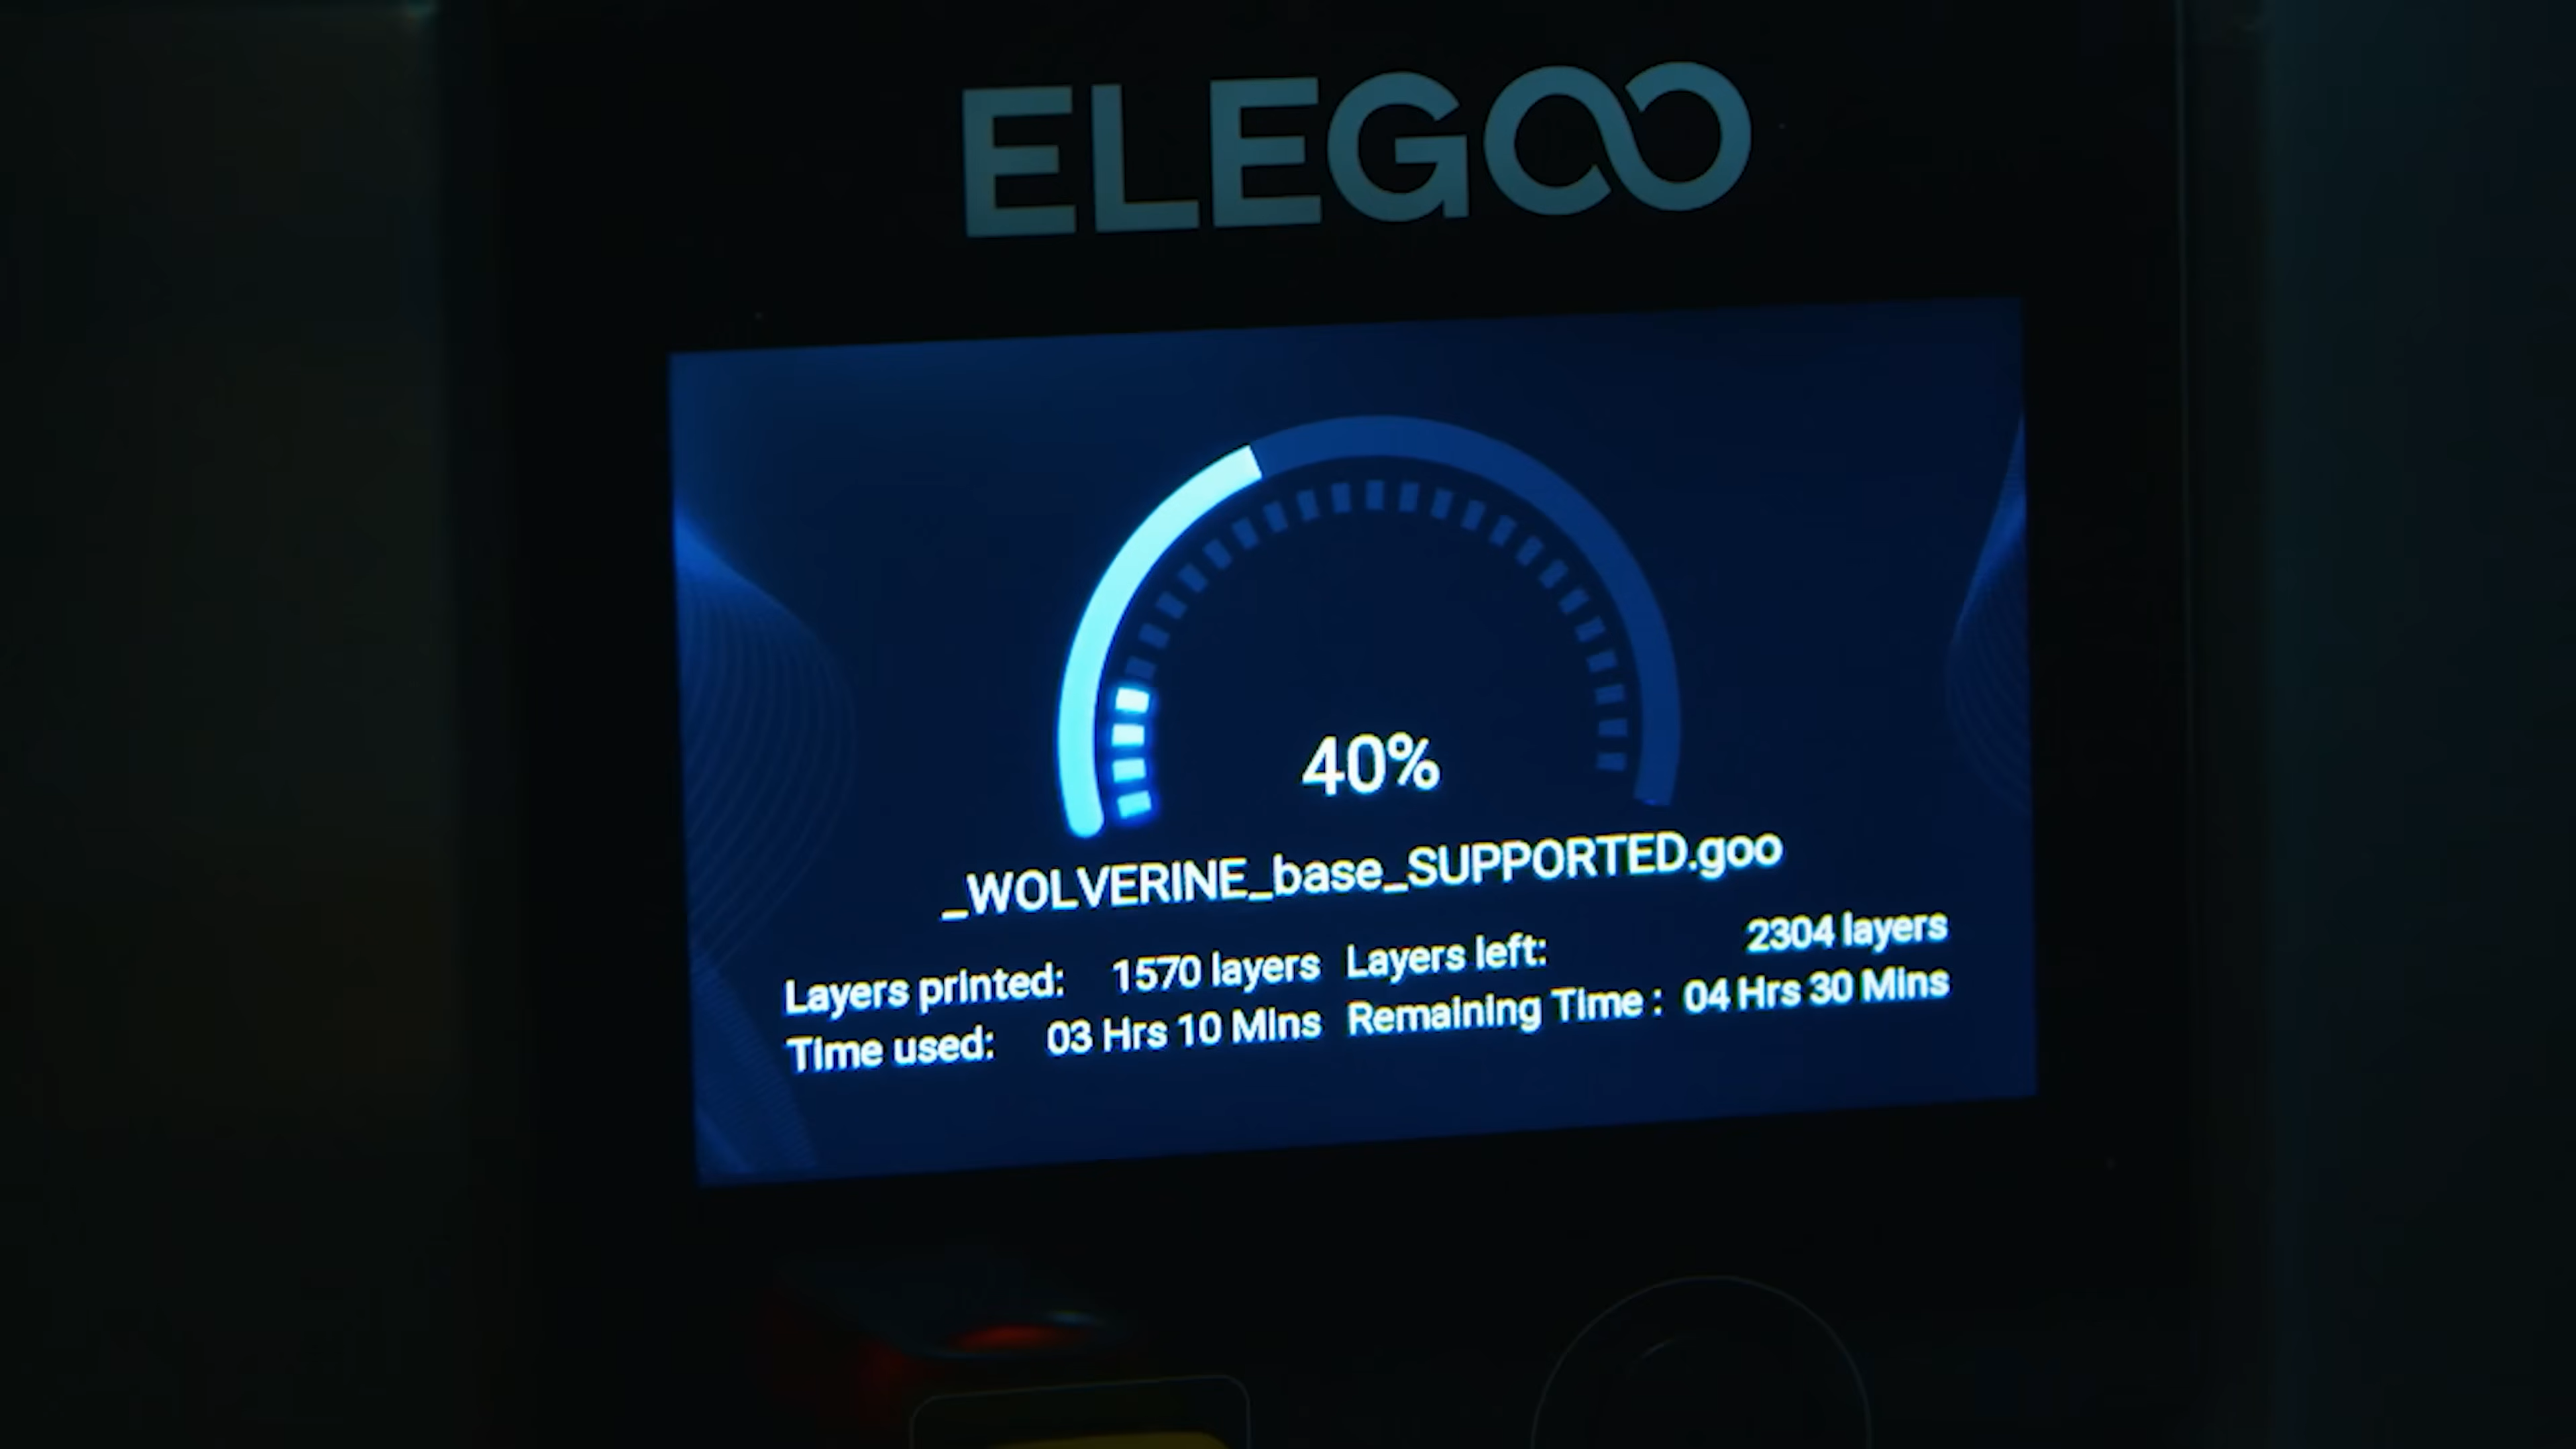 ELEGOO
40%
_WOLVERINE_base_SUPPORTED.goo
Layers printed: 1570 layers Layers left: 2304 layers
Time used: 03 Hrs 10 Mins Remaining Time : 04 Hrs 30 Mins